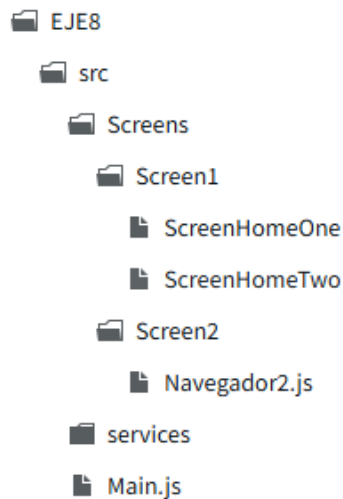 EJE8
src
Screens
Screen1
ScreenHomeOne
ScreenHomeTwo
Screen2
Navegador2.js
services
Main.js